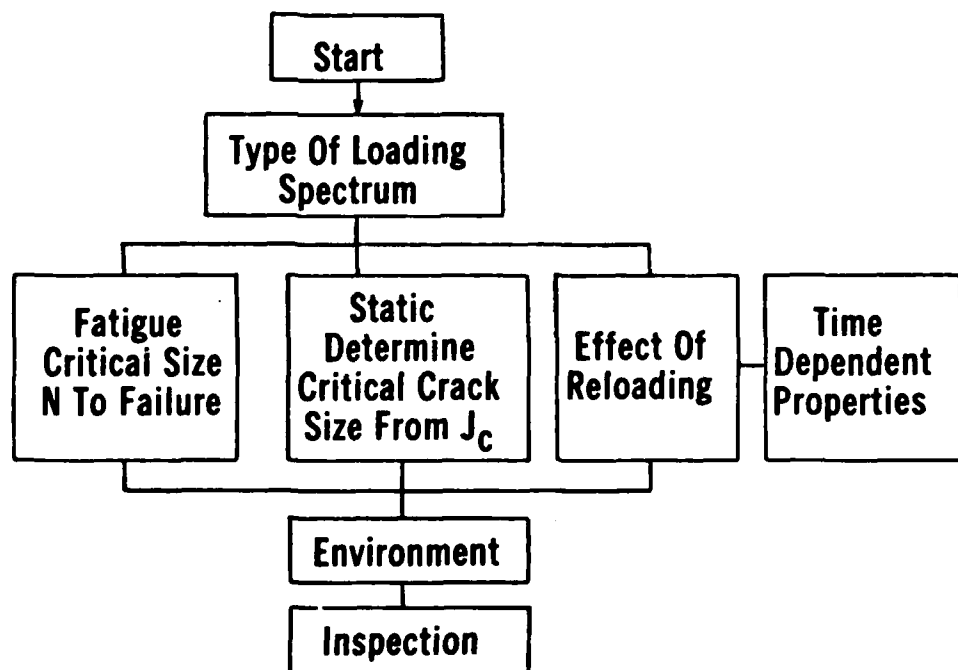 Start
Type Of Loading
Spectrum
Fatigue
Critical Size
N To Failure
Static
Determine
Critical Crack
Size From Jc
Effect Of
Reloading
Time
Dependent
Properties
Environment
Inspection